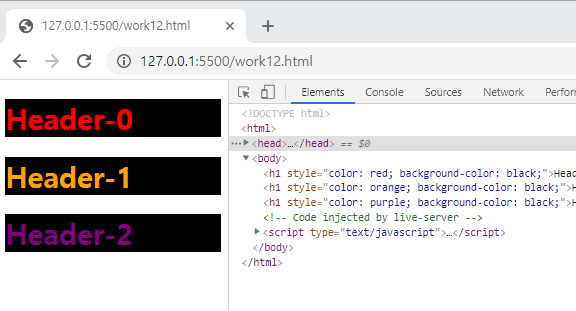 127.0.0.1:5500/work12.html
127.0.0.1:5500/work12.html
Header-0
Header-1
Header-2
Elements Console Sources Network Perform
<!DOCTYPE html>
<html>
<head>…</head> == $0
<body>
<h1 style="color: red; background-color: black;">Head
<h1 style="color: orange; background-color: black;">H
<h1 style="color: purple; background-color: black;">H
<!-- Code injected by live-server -->
<script type="text/javascript">…</script>
</body>
</html>